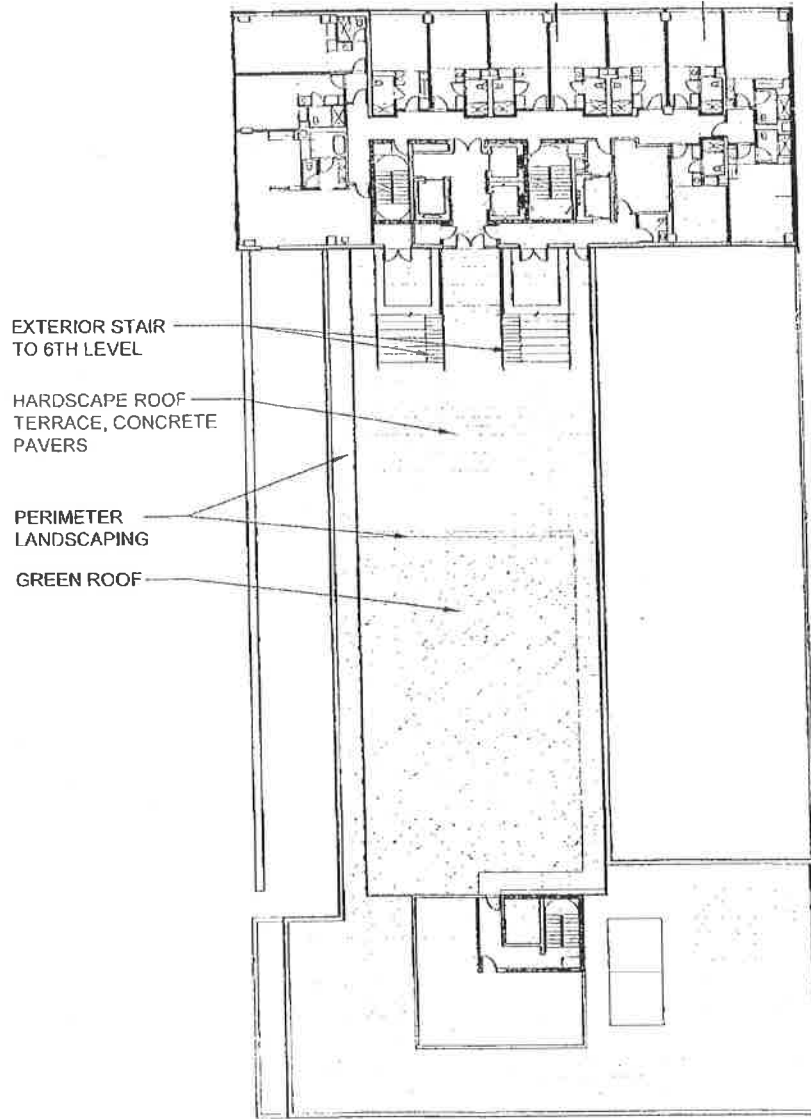 EXTERIOR STAIR
TO 6TH LEVEL
HARDSCAPE ROOF
TERRACE, CONCRETE
PAVERS
PERIMETER
LANDSCAPING
GREEN ROOF